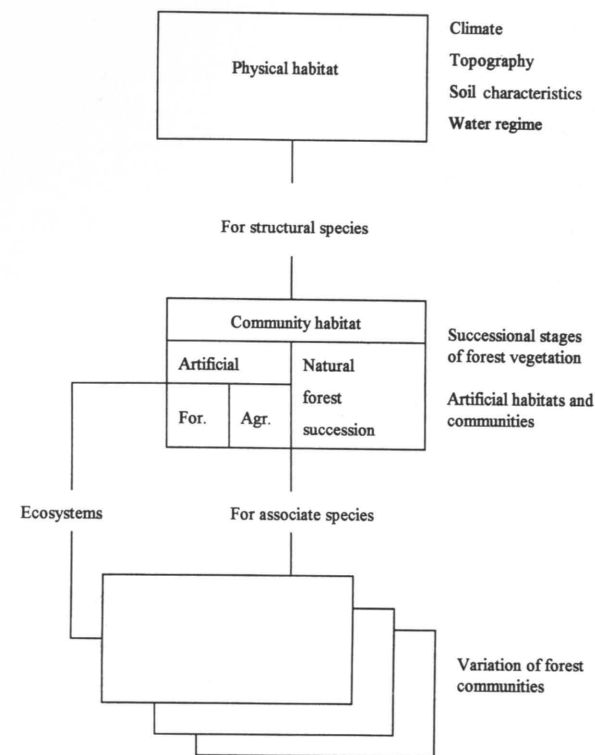 Physical habitat
Climate
Topography
Soil characteristics
Water regime
For structural species
Community habitat
Artificial
For.
Agr.
Natural
forest
succession
Successional stages
of forest vegetation
Artificial habitats and
communities
Ecosystems
For associate species
Variation of forest
communities